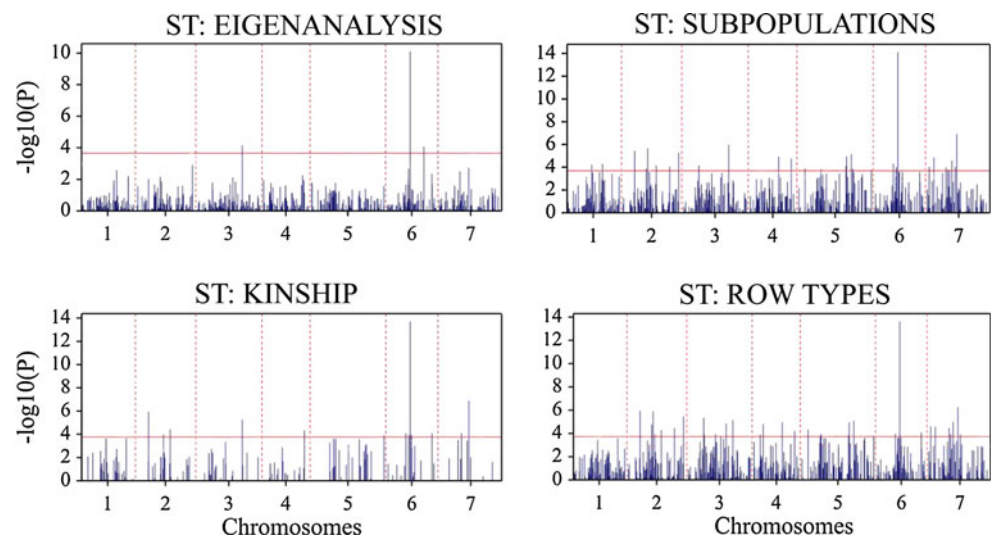 ST: EIGENANALYSIS
-log10(P)
10
8
6
4
2
0
1 2 3 4 5 6 7
ST: SUBPOPULATIONS
14
12
10
8
6
4
2
0
1 2 3 4 5 6 7
ST: KINSHIP
-log10(P)
14
12
10
8
6
4
2
0
1 2 3 4 5 6 7
Chromosomes
ST: ROW TYPES
14
12
10
8
6
4
2
0
1 2 3 4 5 6 7
Chromosomes